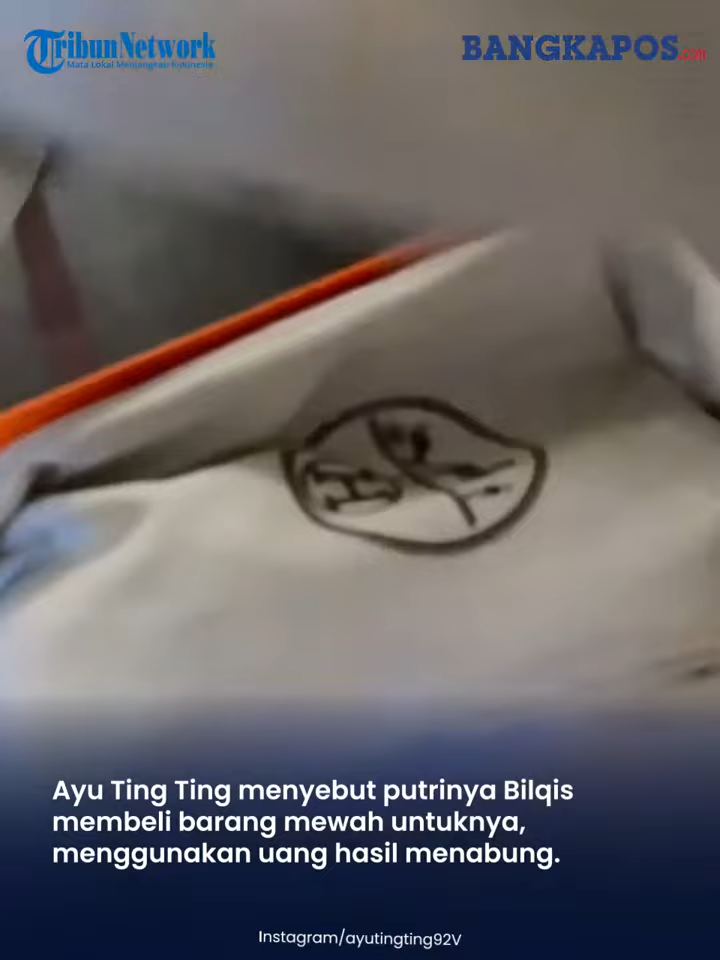 TribunNetwork
Mata Lokal Menjangkau Indonesia
BANGKAPOS.com
Ayu Ting Ting menyebut putrinya Bilqis
membeli barang mewah untuknya,
menggunakan uang hasil menabung.
Instagram/ayutingting92V